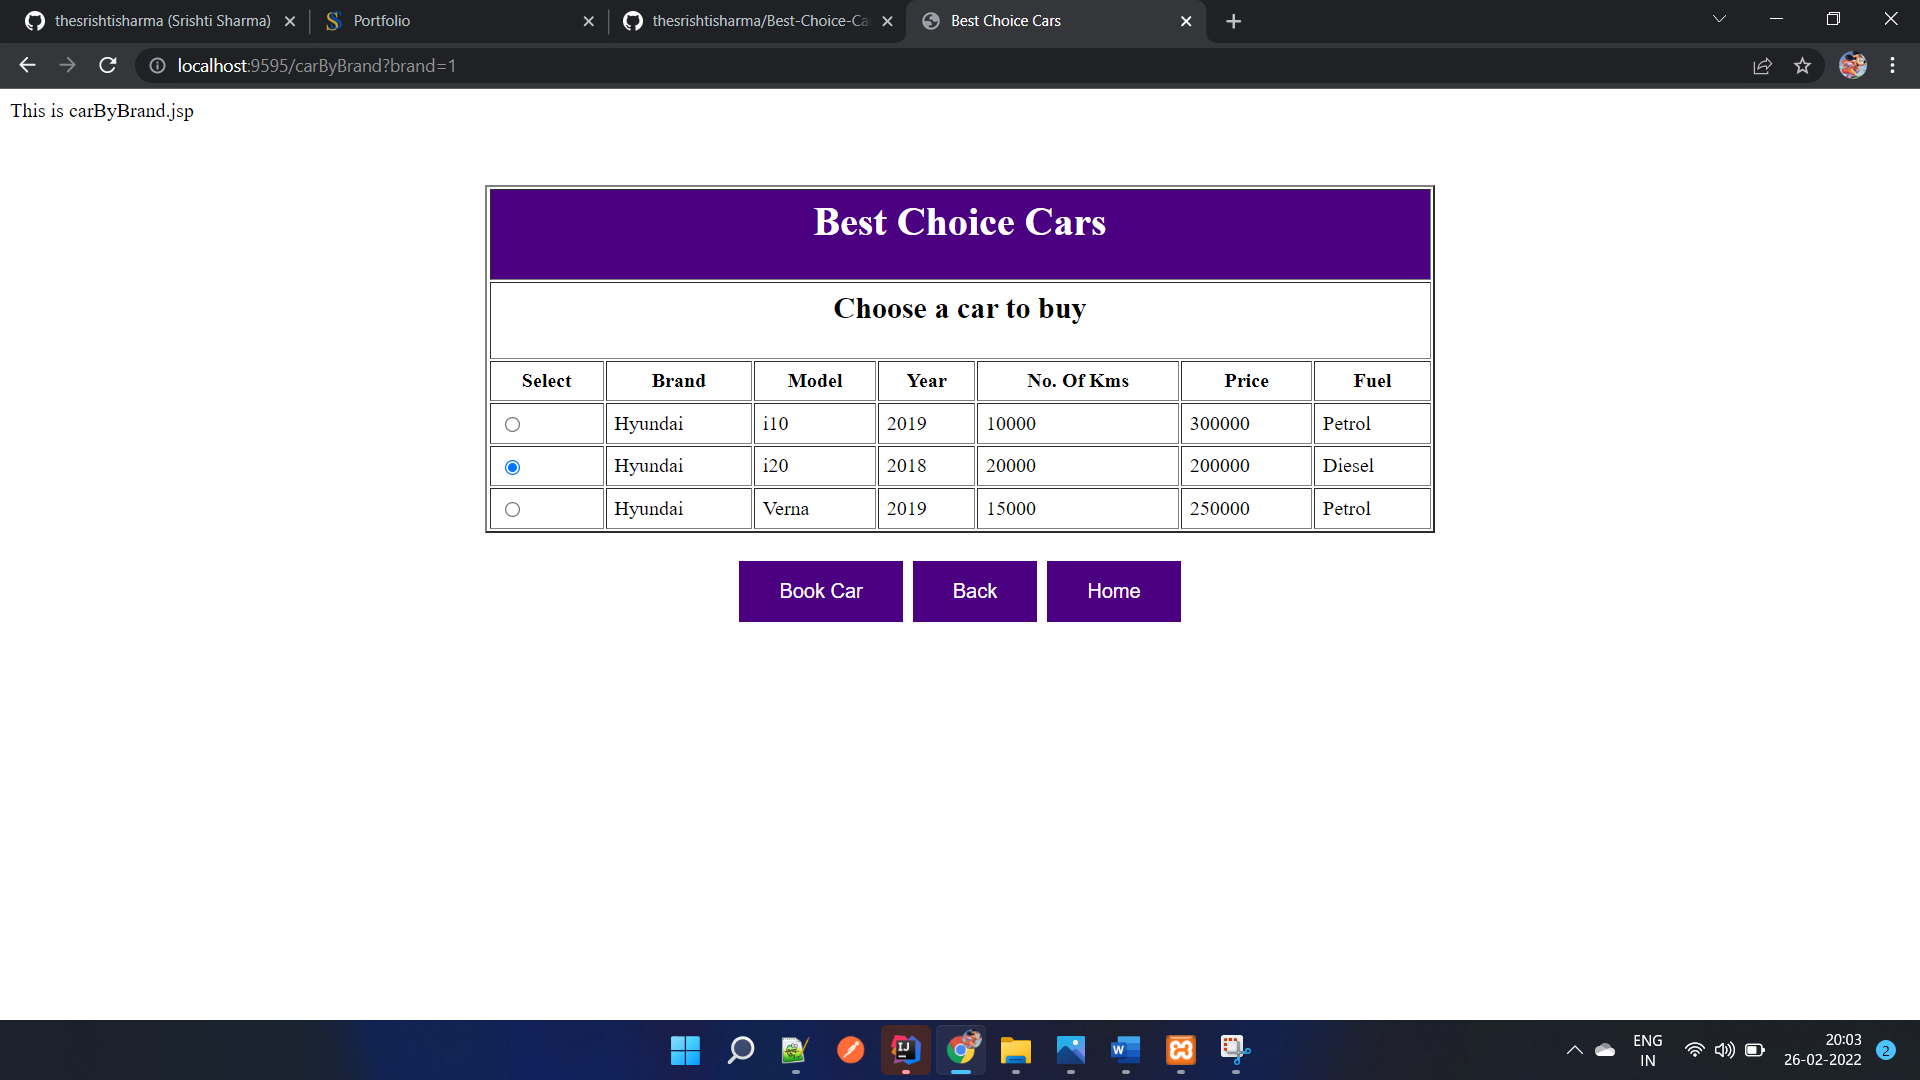 thesrishtisharma (Srishti Sharma)
Portfolio
thesrishtisharma/Best-Choice-Ca
Best Choice Cars
localhost:9595/carByBrand?brand=1
This is carByBrand.jsp
Best Choice Cars
Choose a car to buy
Select Brand Model Year No. Of Kms Price Fuel
Hyundai i10 2019 10000 300000 Petrol
Hyundai i20 2018 20000 200000 Diesel
Hyundai Verna 2019 15000 250000 Petrol
Book Car Back Home
ENG
IN
20:03
26-02-2022
2